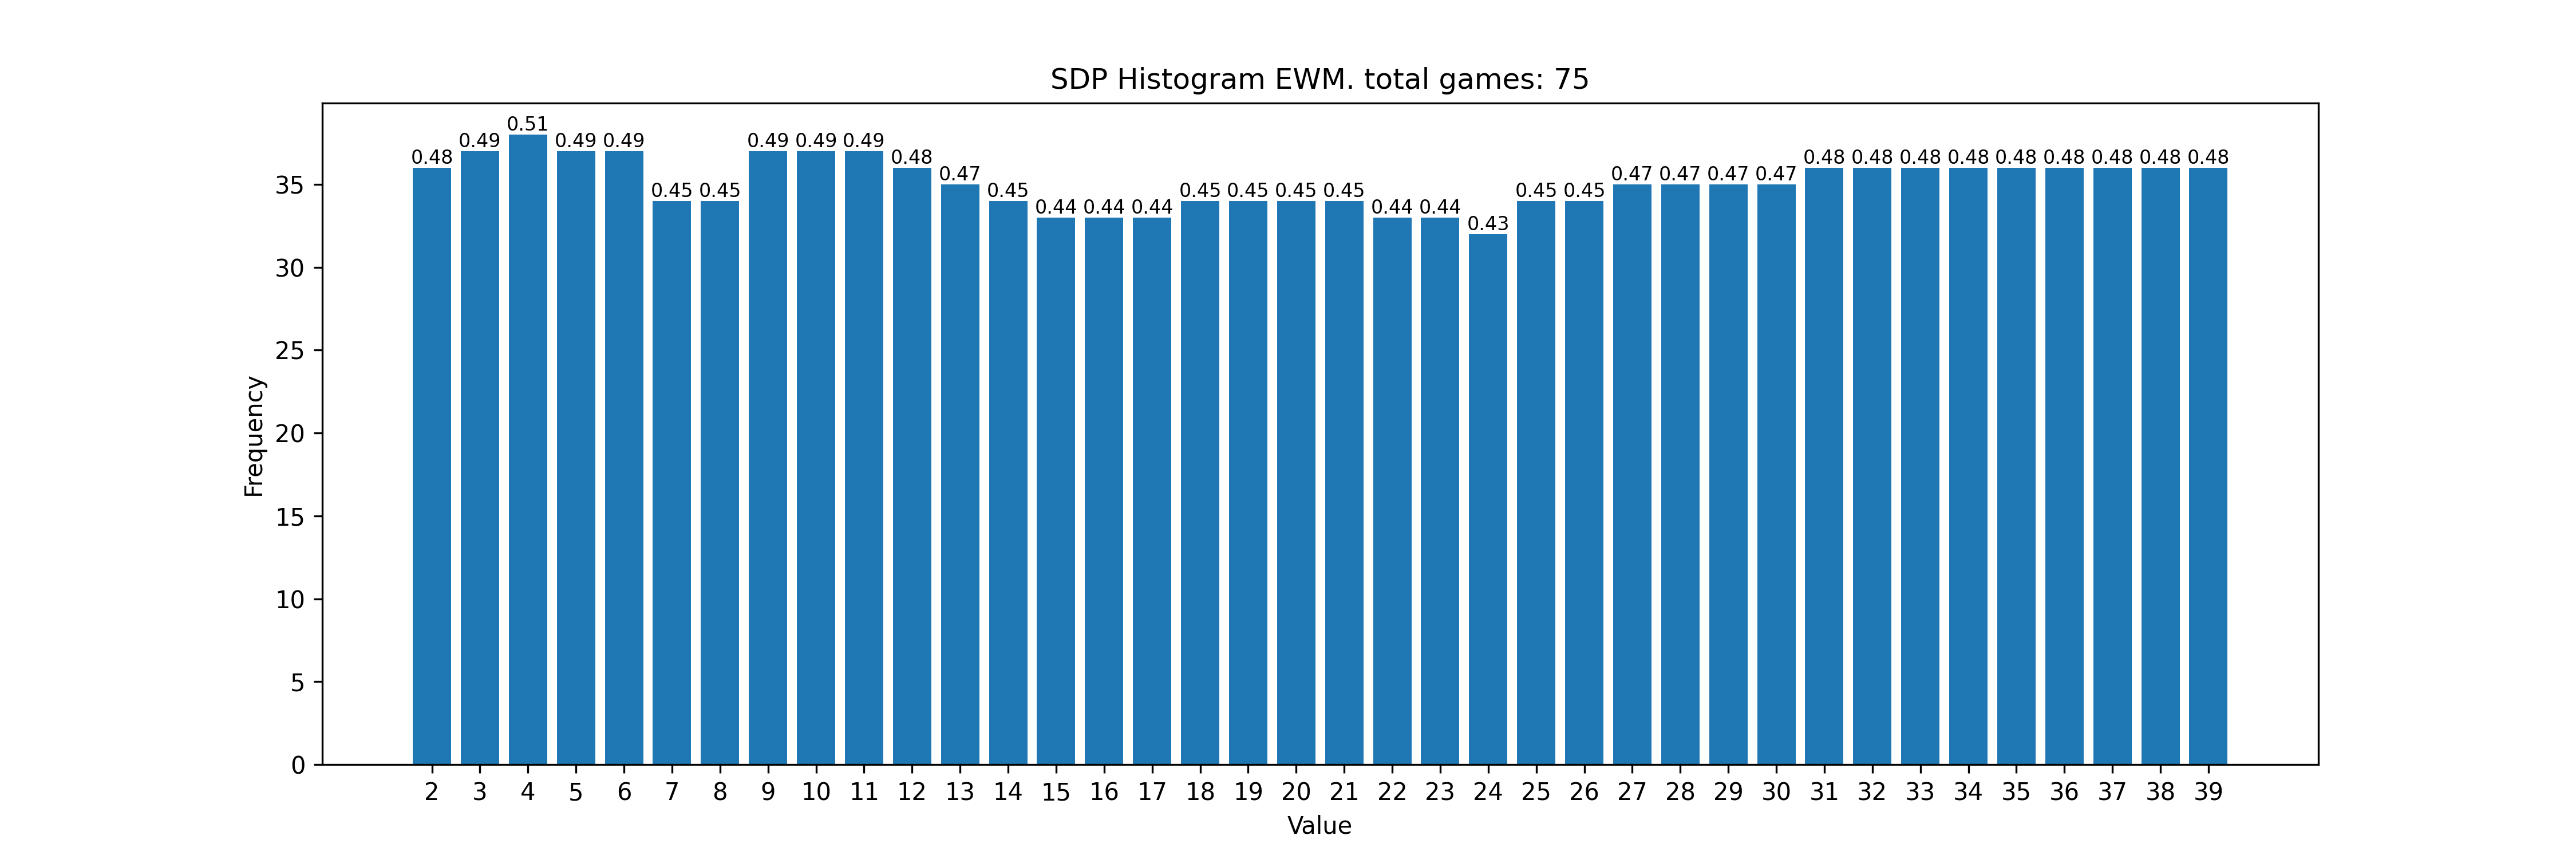 SDP Histogram EWM. total games: 75
Frequency
35
30
25
20
15
10
5
0
0.48 0.49 0.51 0.49 0.49 0.45 0.45 0.49 0.49 0.49 0.48 0.47 0.45 0.44 0.44 0.44 0.45 0.45 0.45 0.45 0.44 0.44 0.43 0.45 0.45 0.47 0.47 0.47 0.47 0.48 0.48 0.48 0.48 0.48 0.48 0.48 0.48 0.48
2 3 4 5 6 7 8 9 10 11 12 13 14 15 16 17 18 19 20 21 22 23 24 25 26 27 28 29 30 31 32 33 34 35 36 37 38 39
Value